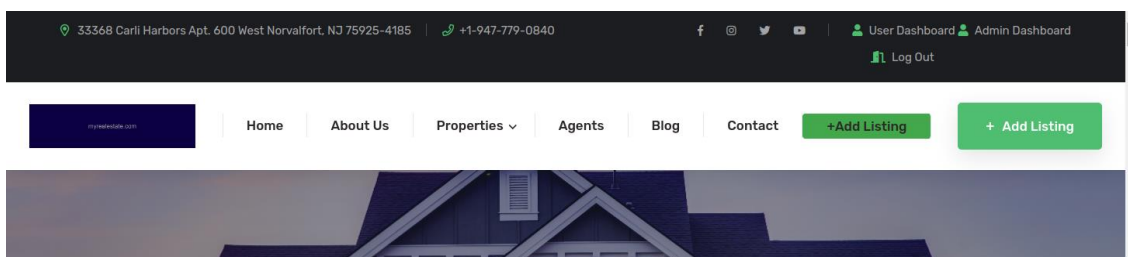 33368 Carli Harbors Apt. 600 West Norvalfort, NJ 75925-4185 +1-947-779-0840 User Dashboard Admin Dashboard
Log Out
myrealestate.com Home About Us Properties Agents Blog Contact +Add Listing + Add Listing